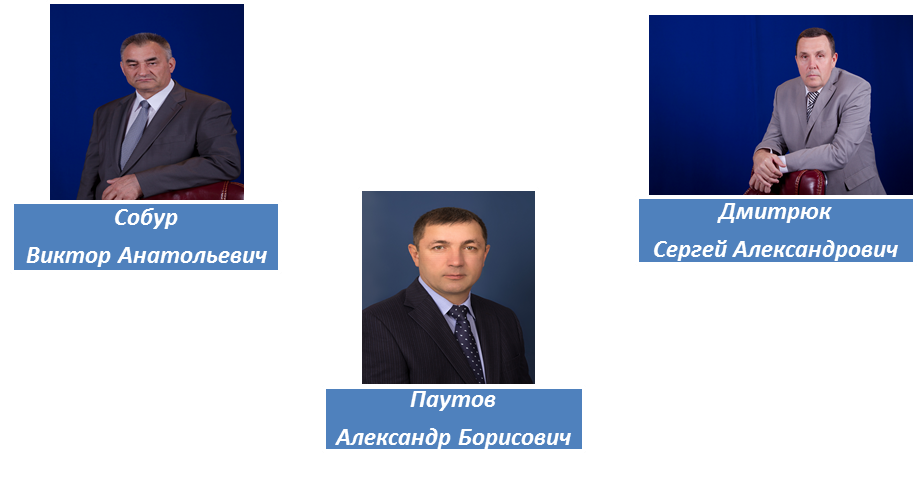 Собур
Виктор Анатольевич
Дмитрюк
Сергей Александрович
Паутов
Александр Борисович